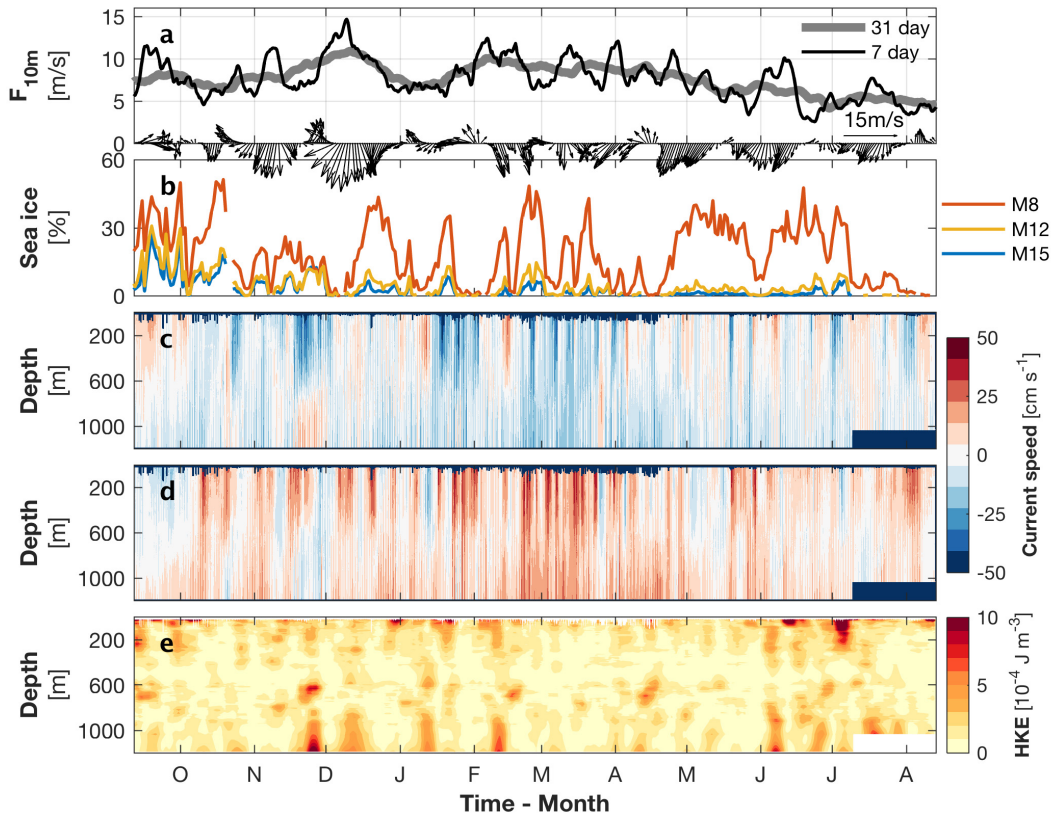 a
31 day
7 day
F10m
[m/s]
15
10
5
0
15m/s
b
Sea ice
[%]
60
30
0
M8
M12
M15
c
Depth
[m]
200
600
1000
d
Depth
[m]
200
600
1000
50
25
0
-25
-50
Current speed [cm s⁻¹]
e
Depth
[m]
200
600
1000
10
5
0
HKE [10⁻⁴ J m⁻³]
O N D J F M A M J J A
Time - Month